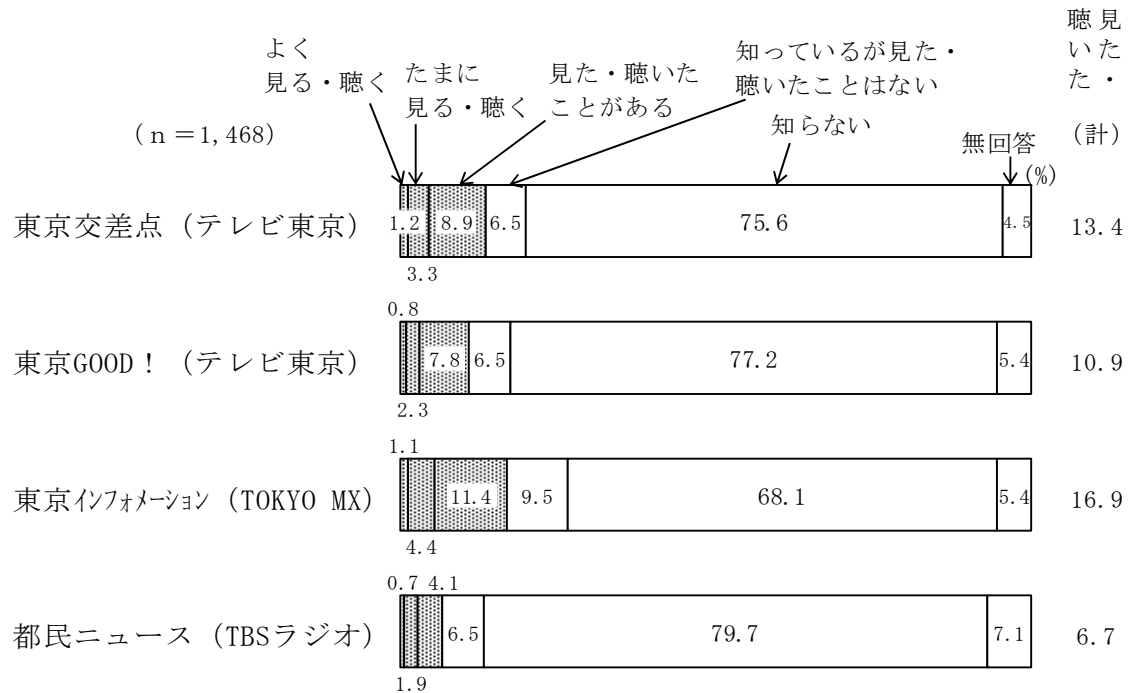 よく
見る・聴く
たまに
見る・聴く
見た・聴いた
ことがある
知っているが見た・
聴いたことはない
知らない
無回答
見た・
聴いた
(計)
(n=1,468)
(%)
東京交差点(テレビ東京)
1.2
8.9
6.5
75.6
4.5
13.4
3.3
0.8
東京GOOD!(テレビ東京)
7.8
6.5
77.2
5.4
10.9
2.3
1.1
東京インフォメーション(TOKYO MX)
11.4
9.5
68.1
5.4
16.9
4.4
0.7
4.1
都民ニュース(TBSラジオ)
6.5
79.7
7.1
6.7
1.9